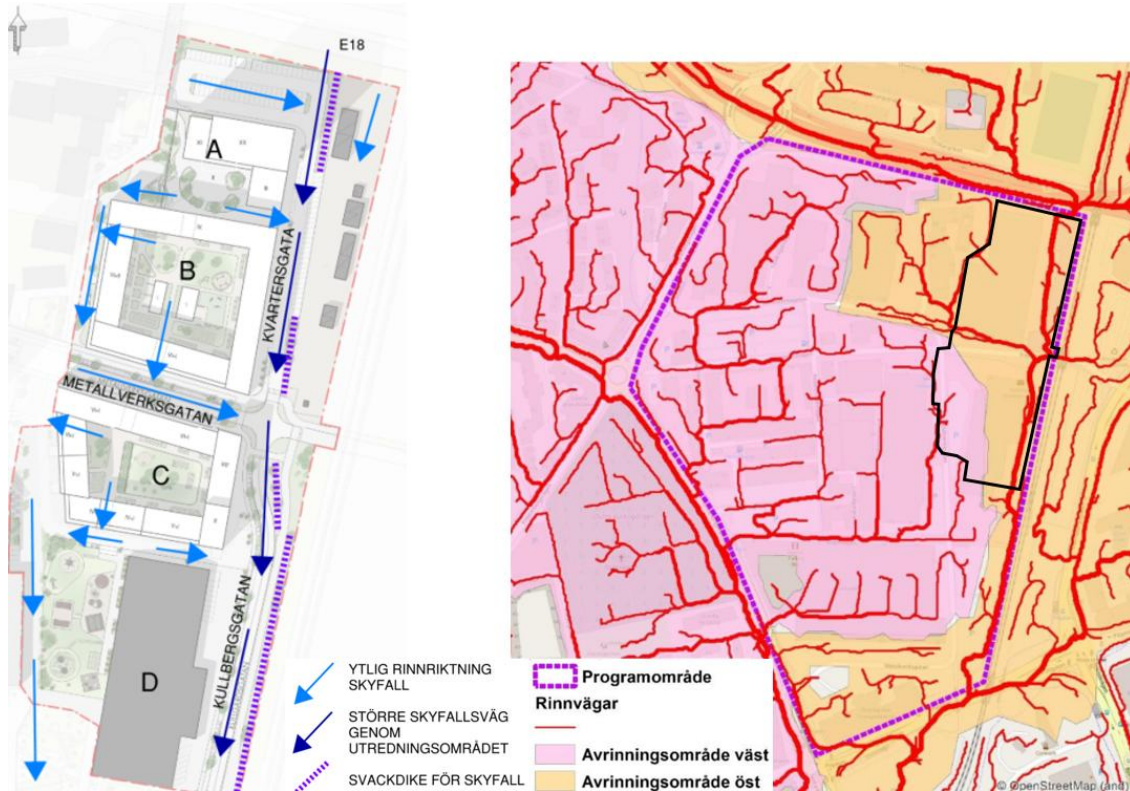 E18
A
B
KVARTERSGATA
METALLVERKSGATAN
C
D
KULLBERGSGATAN
YTLIG RINNRIKTNING
SKYFALL
STÖRRE SKYFALLSVÄG
GENOM
UTREDNINGSOMRÅDET
SVACKDIKE FÖR SKYFALL
Programområde
Rinnvägar
Avrinningsområde väst
Avrinningsområde öst
© OpenStreetMap (and)